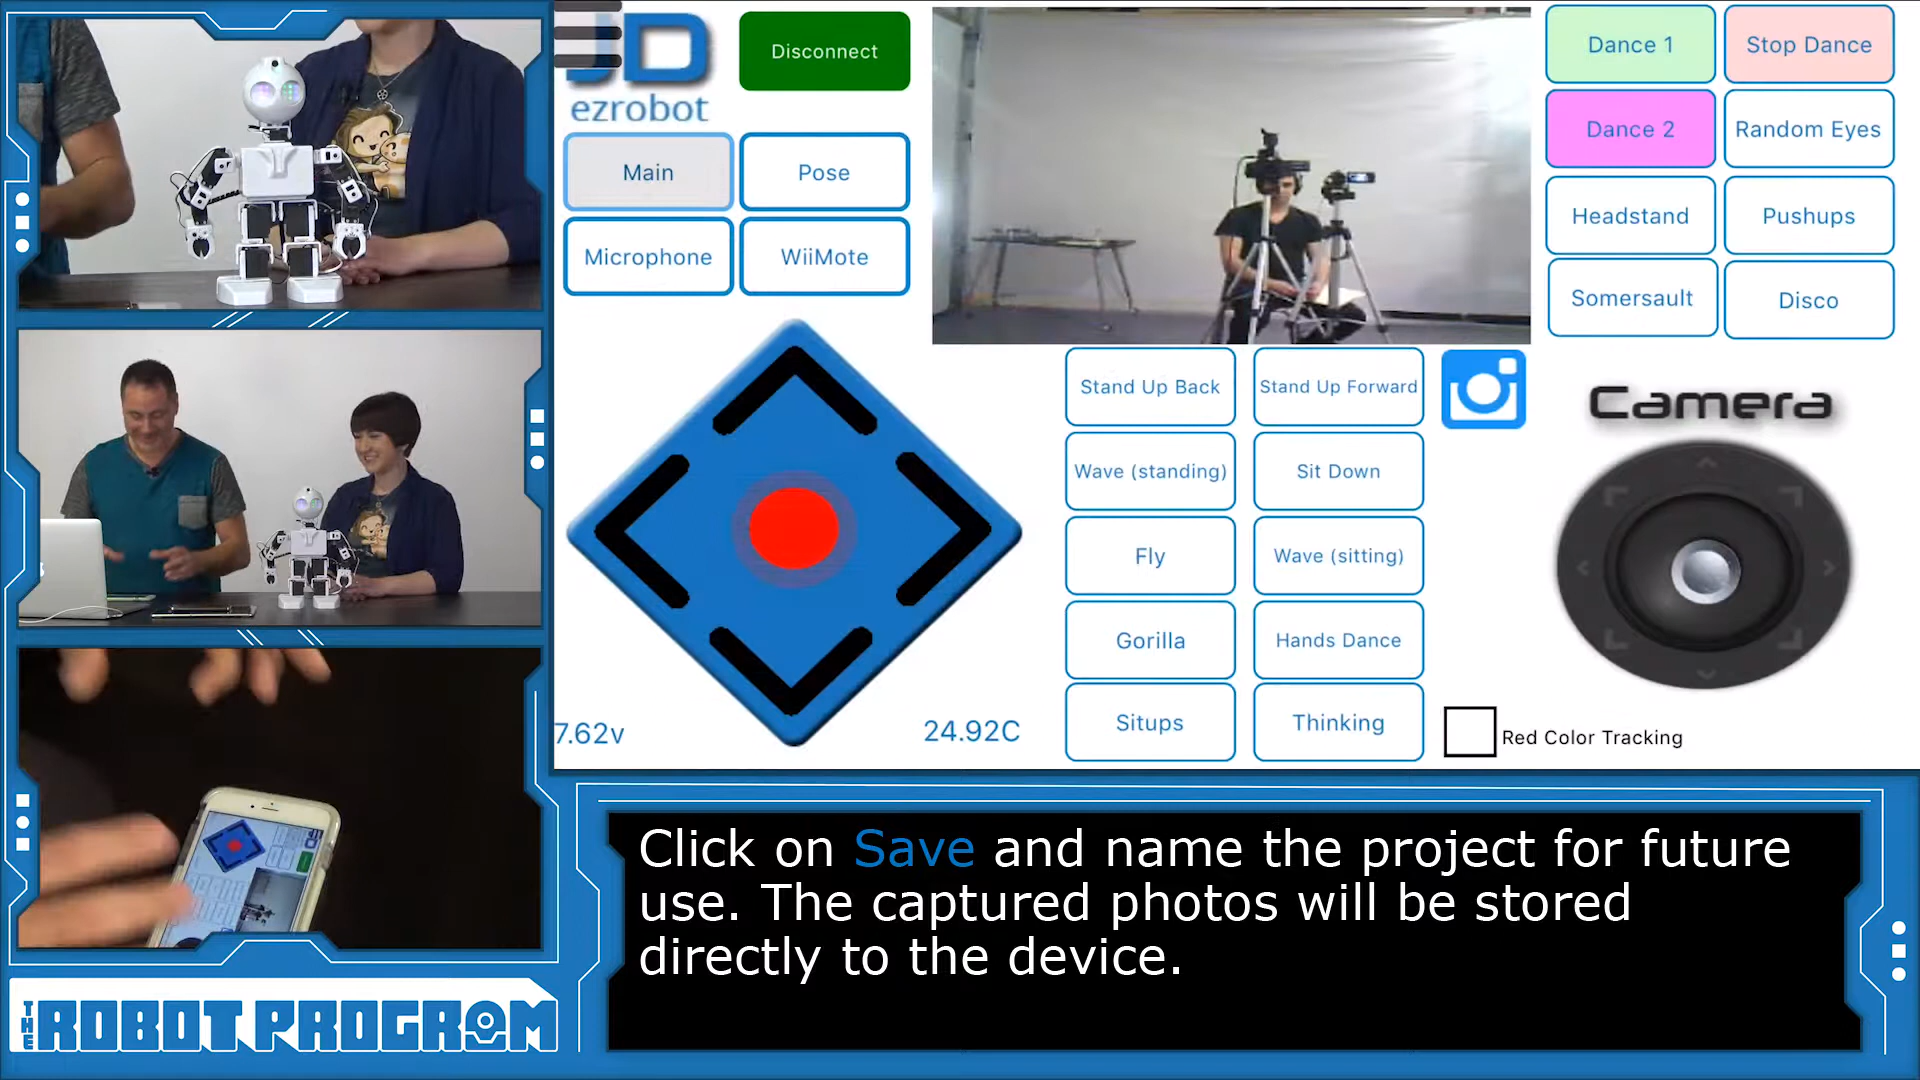 JD
ezrobot
Disconnect
Main
Pose
Microphone
WiiMote
Dance 1
Stop Dance
Dance 2
Random Eyes
Headstand
Pushups
Somersault
Disco
Stand Up Back
Stand Up Forward
Wave (standing)
Sit Down
Fly
Wave (sitting)
Gorilla
Hands Dance
Situps
Thinking
Camera
7.62v
24.92C
Red Color Tracking
Click on Save and name the project for future
use. The captured photos will be stored
directly to the device.
THE ROBOT PROGRAM